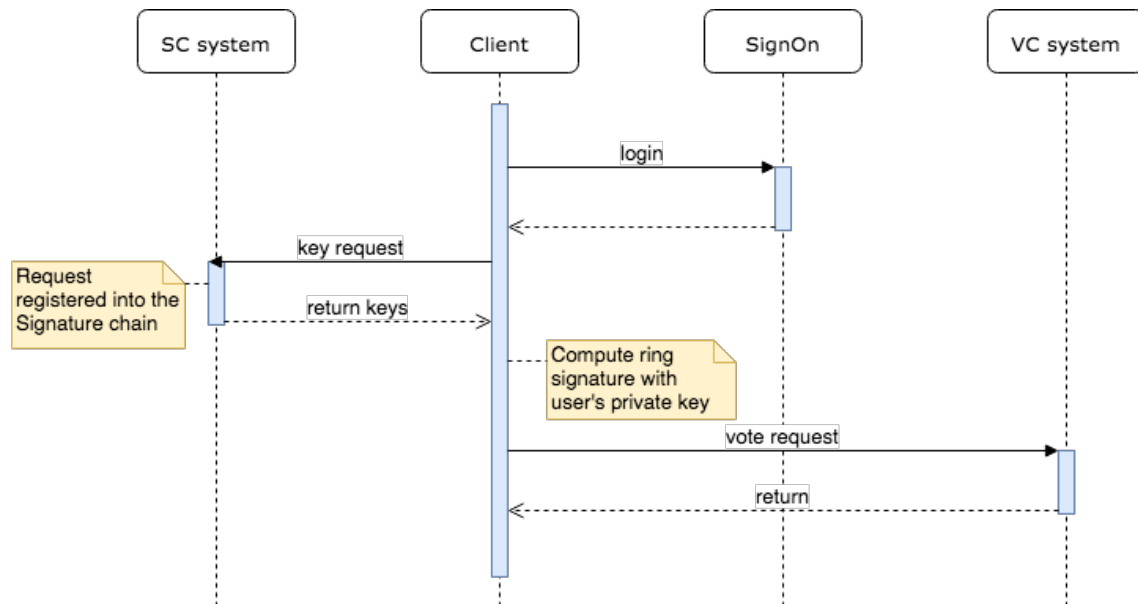 SC system
Client
SignOn
VC system
login
key request
Request
registered into the
Signature chain
return keys
Compute ring
signature with
user's private key
vote request
return